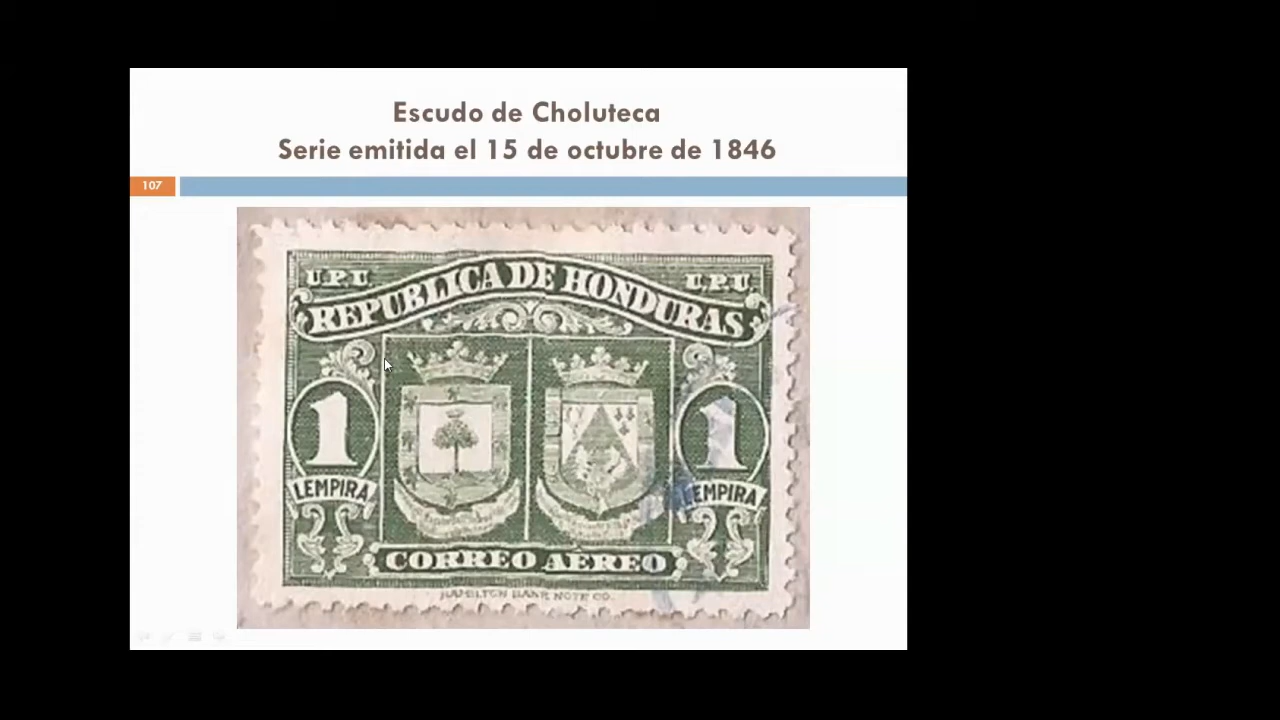 Escudo de Choluteca
Serie emitida el 15 de octubre de 1846
107
U.P.U U.P.U.
REPUBLICA DE HONDURAS
1 1
LEMPIRA LEMPIRA
CORREO AEREO
HAMILTON BANK NOTE CO.